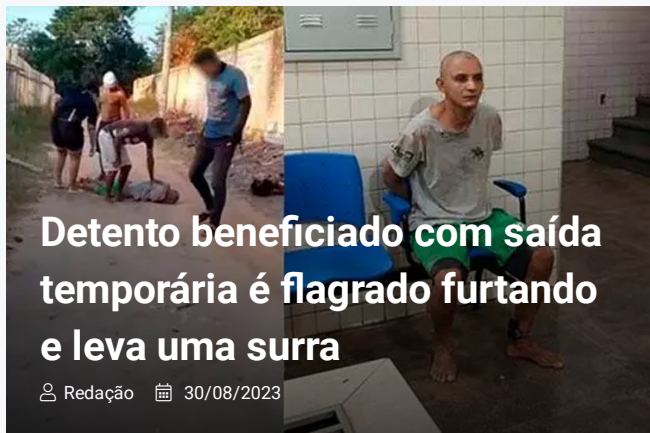 Detento beneficiado com saída
temporária é flagrado furtando
e leva uma surra
Redação 30/08/2023